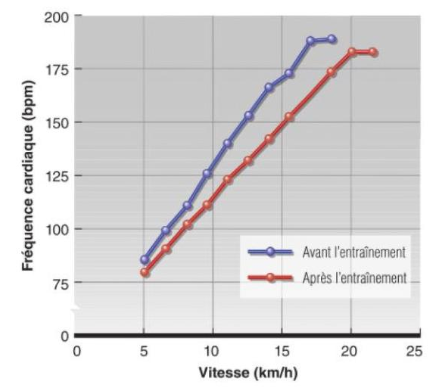 Fréquence cardiaque (bpm)
200
175
150
125
100
75
0
Avant l'entraînement
Après l'entraînement
0 5 10 15 20 25
Vitesse (km/h)